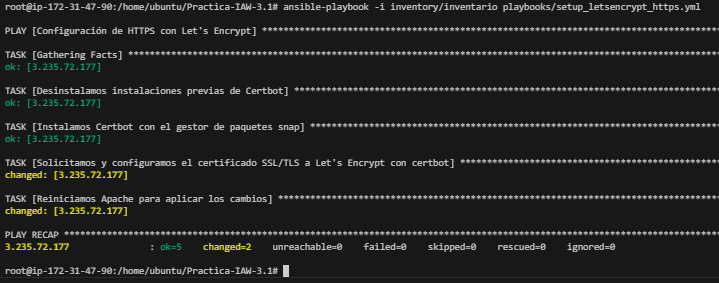 root@ip-172-31-47-90:/home/ubuntu/Practica-IAW-3.1# ansible-playbook -i inventory/inventario playbooks/setup_letsencrypt_https.yml
PLAY [Configuración de HTTPS con Let's Encrypt] ****************************************************************************************
TASK [Gathering Facts] *****************************************************************************************************************
ok: [3.235.72.177]
TASK [Desinstalamos instalaciones previas de Certbot] **********************************************************************************
ok: [3.235.72.177]
TASK [Instalamos Certbot con el gestor de paquetes snap] *******************************************************************************
ok: [3.235.72.177]
TASK [Solicitamos y configuramos el certificado SSL/TLS a Let's Encrypt con certbot] ***************************************************
changed: [3.235.72.177]
TASK [Reiniciamos Apache para aplicar los cambios] *************************************************************************************
changed: [3.235.72.177]
PLAY RECAP *****************************************************************************************************************************
3.235.72.177               : ok=5    changed=2    unreachable=0    failed=0    skipped=0    rescued=0    ignored=0
root@ip-172-31-47-90:/home/ubuntu/Practica-IAW-3.1#